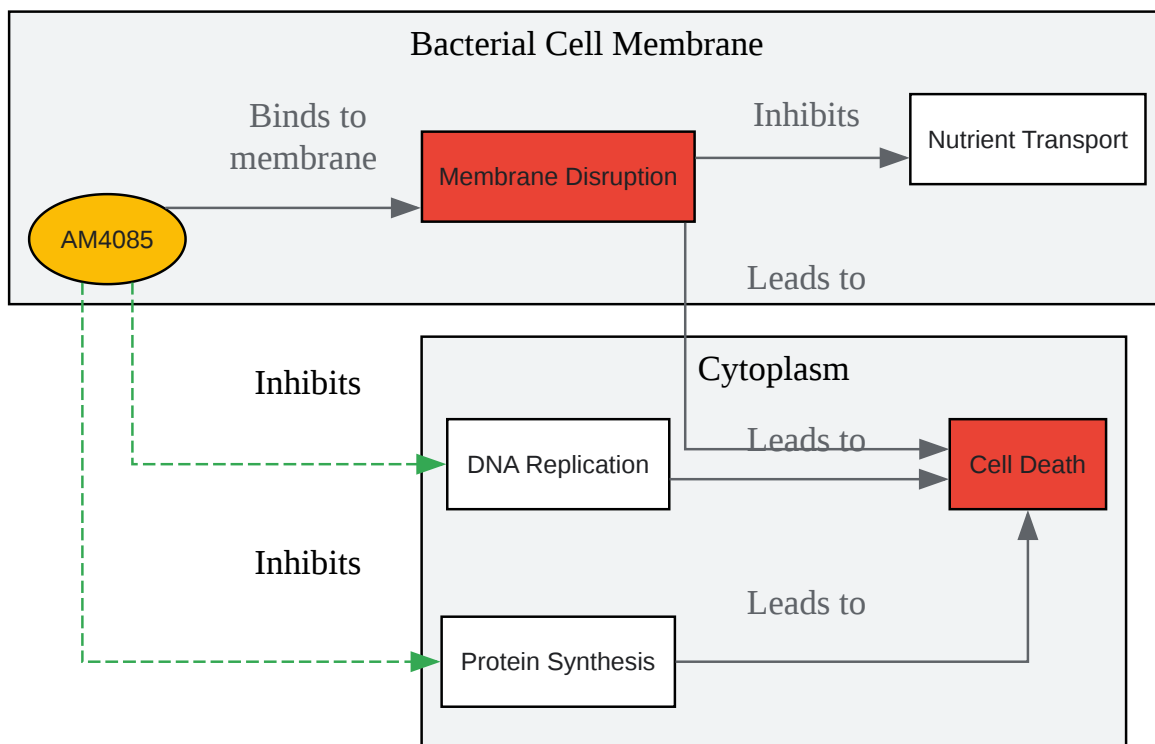 Bacterial Cell Membrane
Binds to
membrane
Inhibits
Nutrient Transport
Membrane Disruption
AM4085
Leads to
Inhibits
Cytoplasm
DNA Replication
Leads to
Cell Death
Inhibits
Leads to
Protein Synthesis